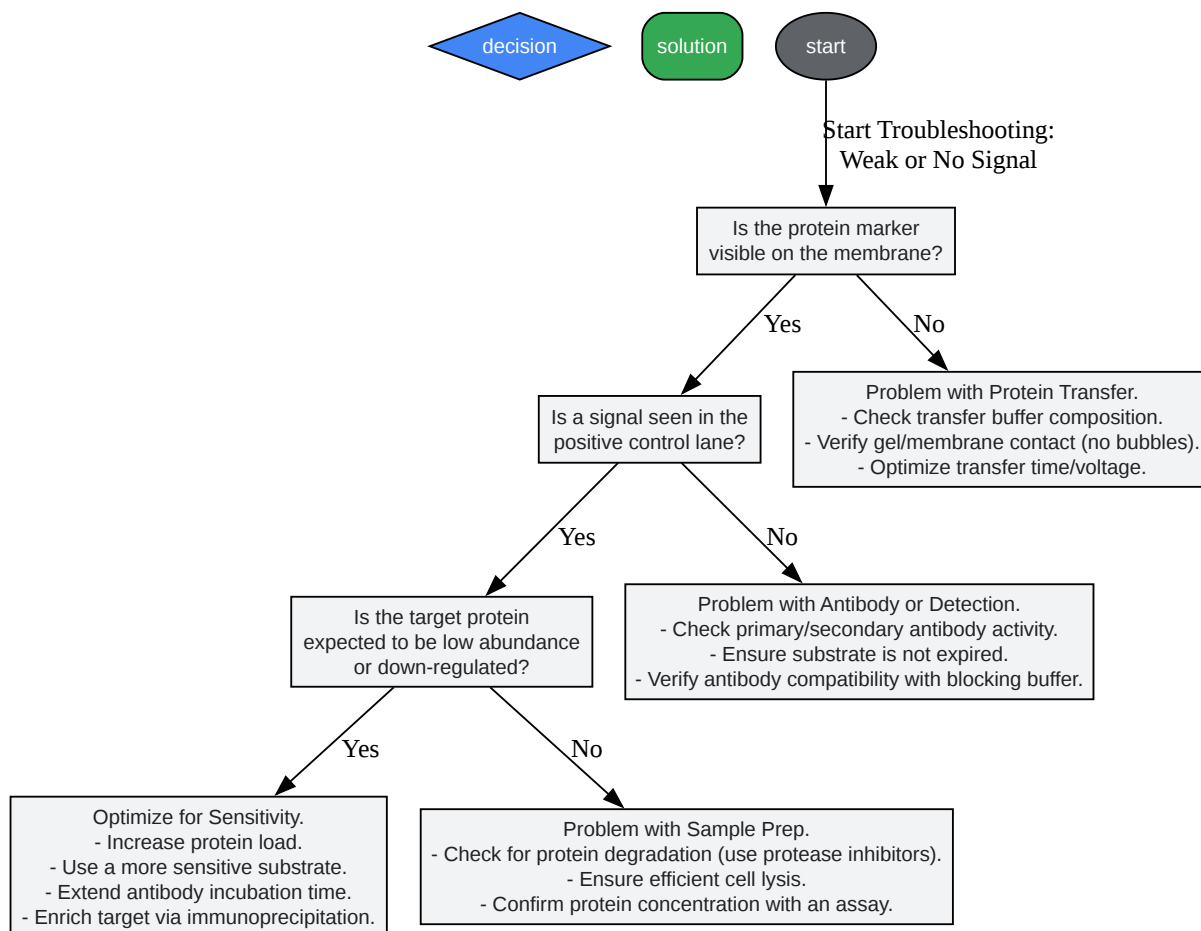 decision
solution
start
Start Troubleshooting:
Weak or No Signal
Is the protein marker
visible on the membrane?
Yes
No
Is a signal seen in the
positive control lane?
Problem with Protein Transfer.
- Check transfer buffer composition.
- Verify gel/membrane contact (no bubbles).
- Optimize transfer time/voltage.
Yes
No
Is the target protein
expected to be low abundance
or down-regulated?
Problem with Antibody or Detection.
- Check primary/secondary antibody activity.
- Ensure substrate is not expired.
- Verify antibody compatibility with blocking buffer.
Yes
No
Optimize for Sensitivity.
- Increase protein load.
- Use a more sensitive substrate.
- Extend antibody incubation time.
- Enrich target via immunoprecipitation.
Problem with Sample Prep.
- Check for protein degradation (use protease inhibitors).
- Ensure efficient cell lysis.
- Confirm protein concentration with an assay.